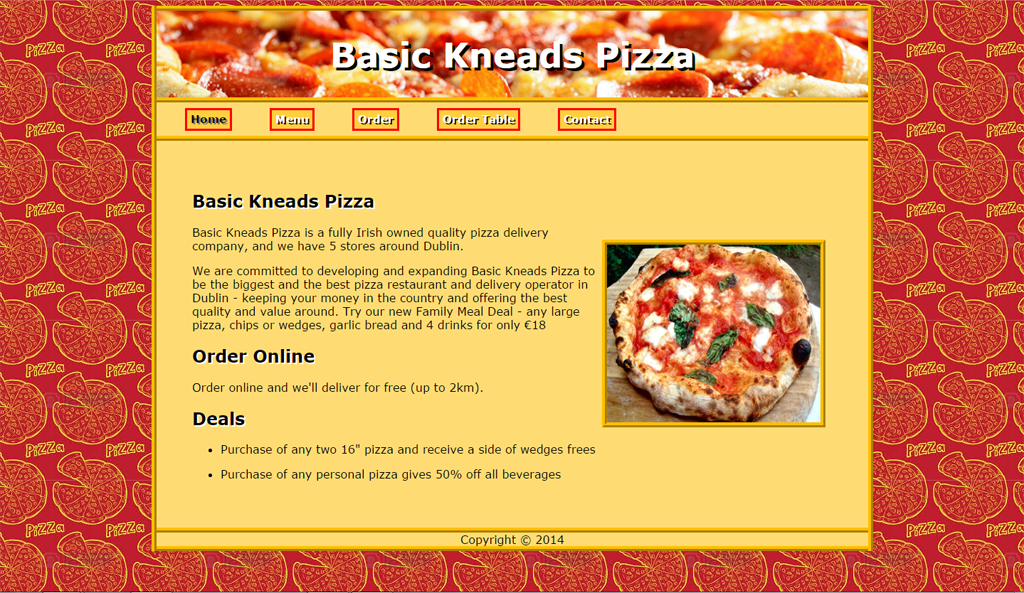 Basic Kneads Pizza
Home Menu Order Order Table Contact
Basic Kneads Pizza
Basic Kneads Pizza is a fully Irish owned quality pizza delivery
company, and we have 5 stores around Dublin.
We are committed to developing and expanding Basic Kneads Pizza to
be the biggest and the best pizza restaurant and delivery operator in
Dublin - keeping your money in the country and offering the best
quality and value around. Try our new Family Meal Deal - any large
pizza, chips or wedges, garlic bread and 4 drinks for only €18
Order Online
Order online and we'll deliver for free (up to 2km).
Deals
• Purchase of any two 16" pizza and receive a side of wedges frees
• Purchase of any personal pizza gives 50% off all beverages
Copyright © 2014
Pizza